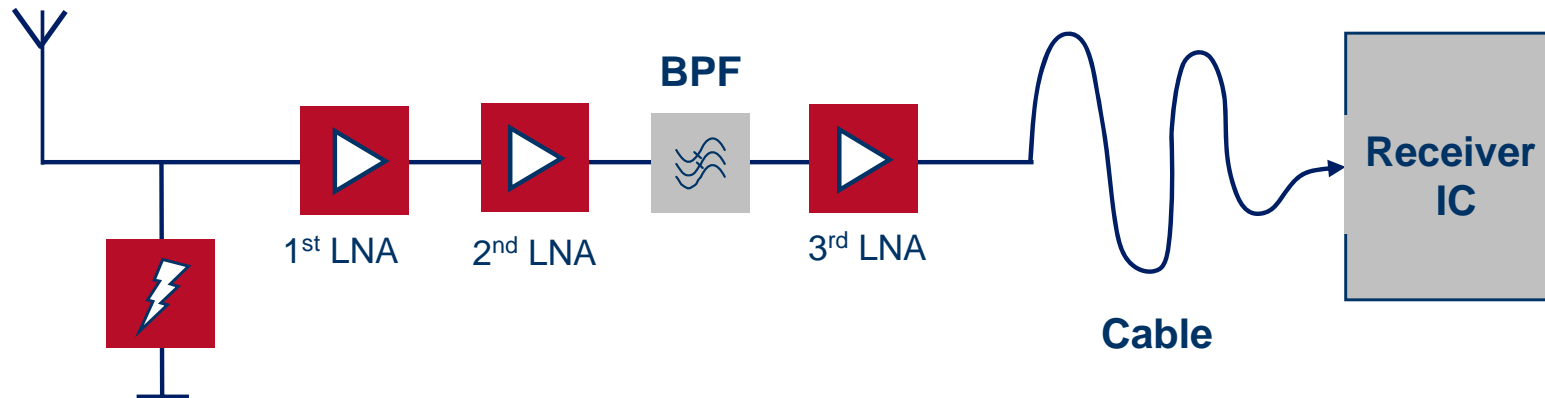 BPF
1st LNA
2nd LNA
3rd LNA
Cable
Receiver
IC